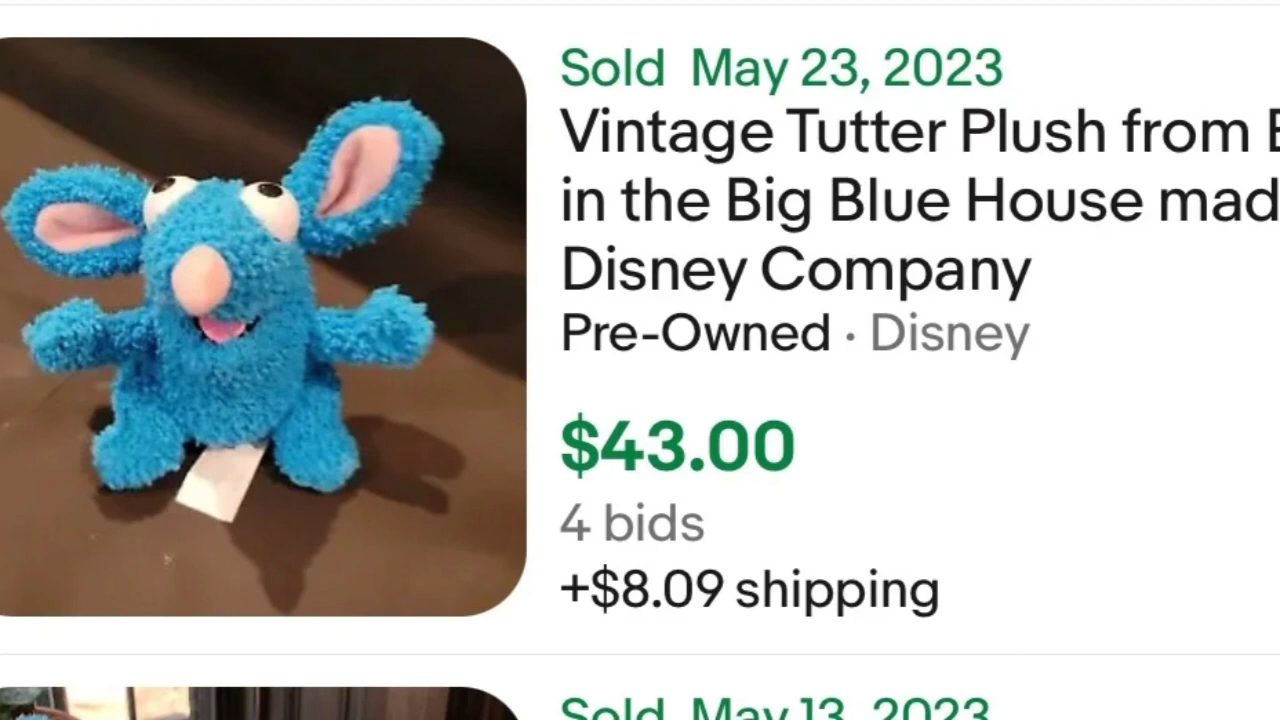 Sold May 23, 2023
Vintage Tutter Plush from
in the Big Blue House mad
Disney Company
Pre-Owned · Disney
$43.00
4 bids
+$8.09 shipping
Sold May 13, 2023